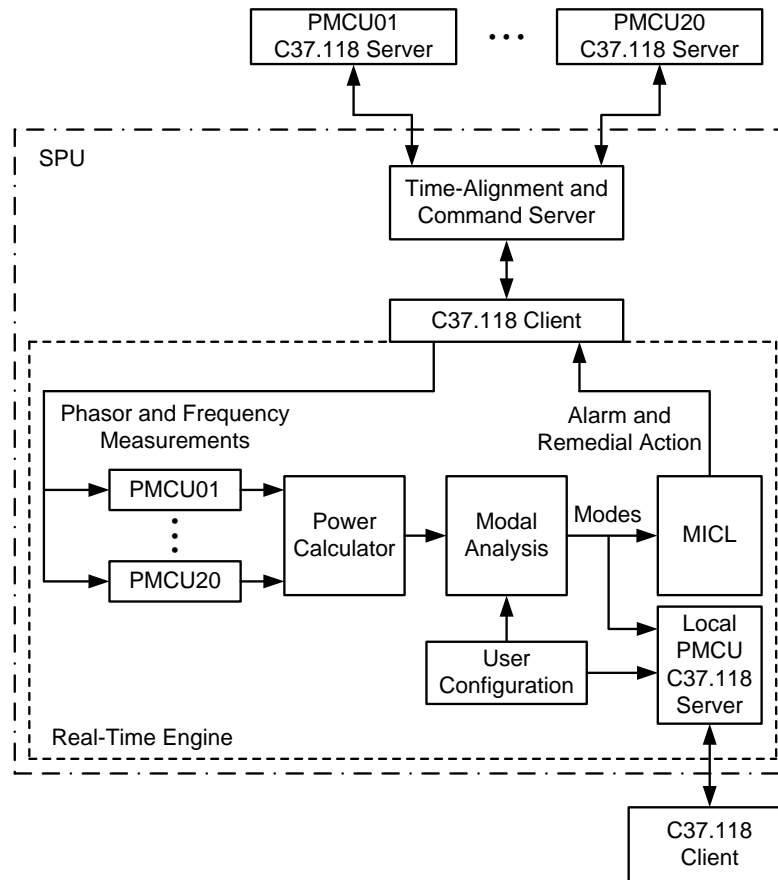 PMCU01
C37.118 Server
• • •
PMCU20
C37.118 Server
SPU
Time-Alignment and
Command Server
C37.118 Client
Phasor and Frequency
Measurements
Alarm and
Remedial Action
PMCU01
PMCU20
Power
Calculator
Modal
Analysis
Modes
MICL
User
Configuration
Local
PMCU
C37.118
Server
Real-Time Engine
C37.118
Client